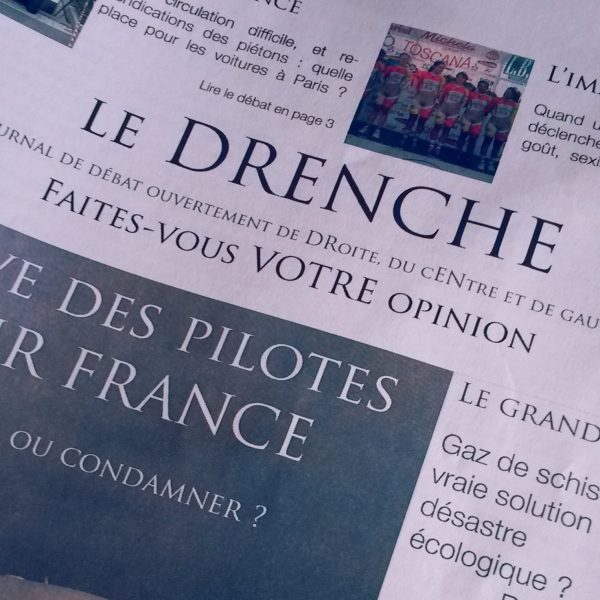 circulation difficile, et re-
des piétons : quelle
place pour les voitures à Paris ?
Lire le débat en page 3
TOSCANA
L'IM
Quand u
déclenche
goût, sexi
LE DRENCHE
URNAL DE DÉBAT OUVERTEMENT DE DROITE, DU CENTRE ET DE GAU
FAITES-VOUS VOTRE OPINION
VE DES PILOTES
IR FRANCE
OU CONDAMNER ?
LE GRAND
Gaz de schis
vraie solution
désastre
écologique ?